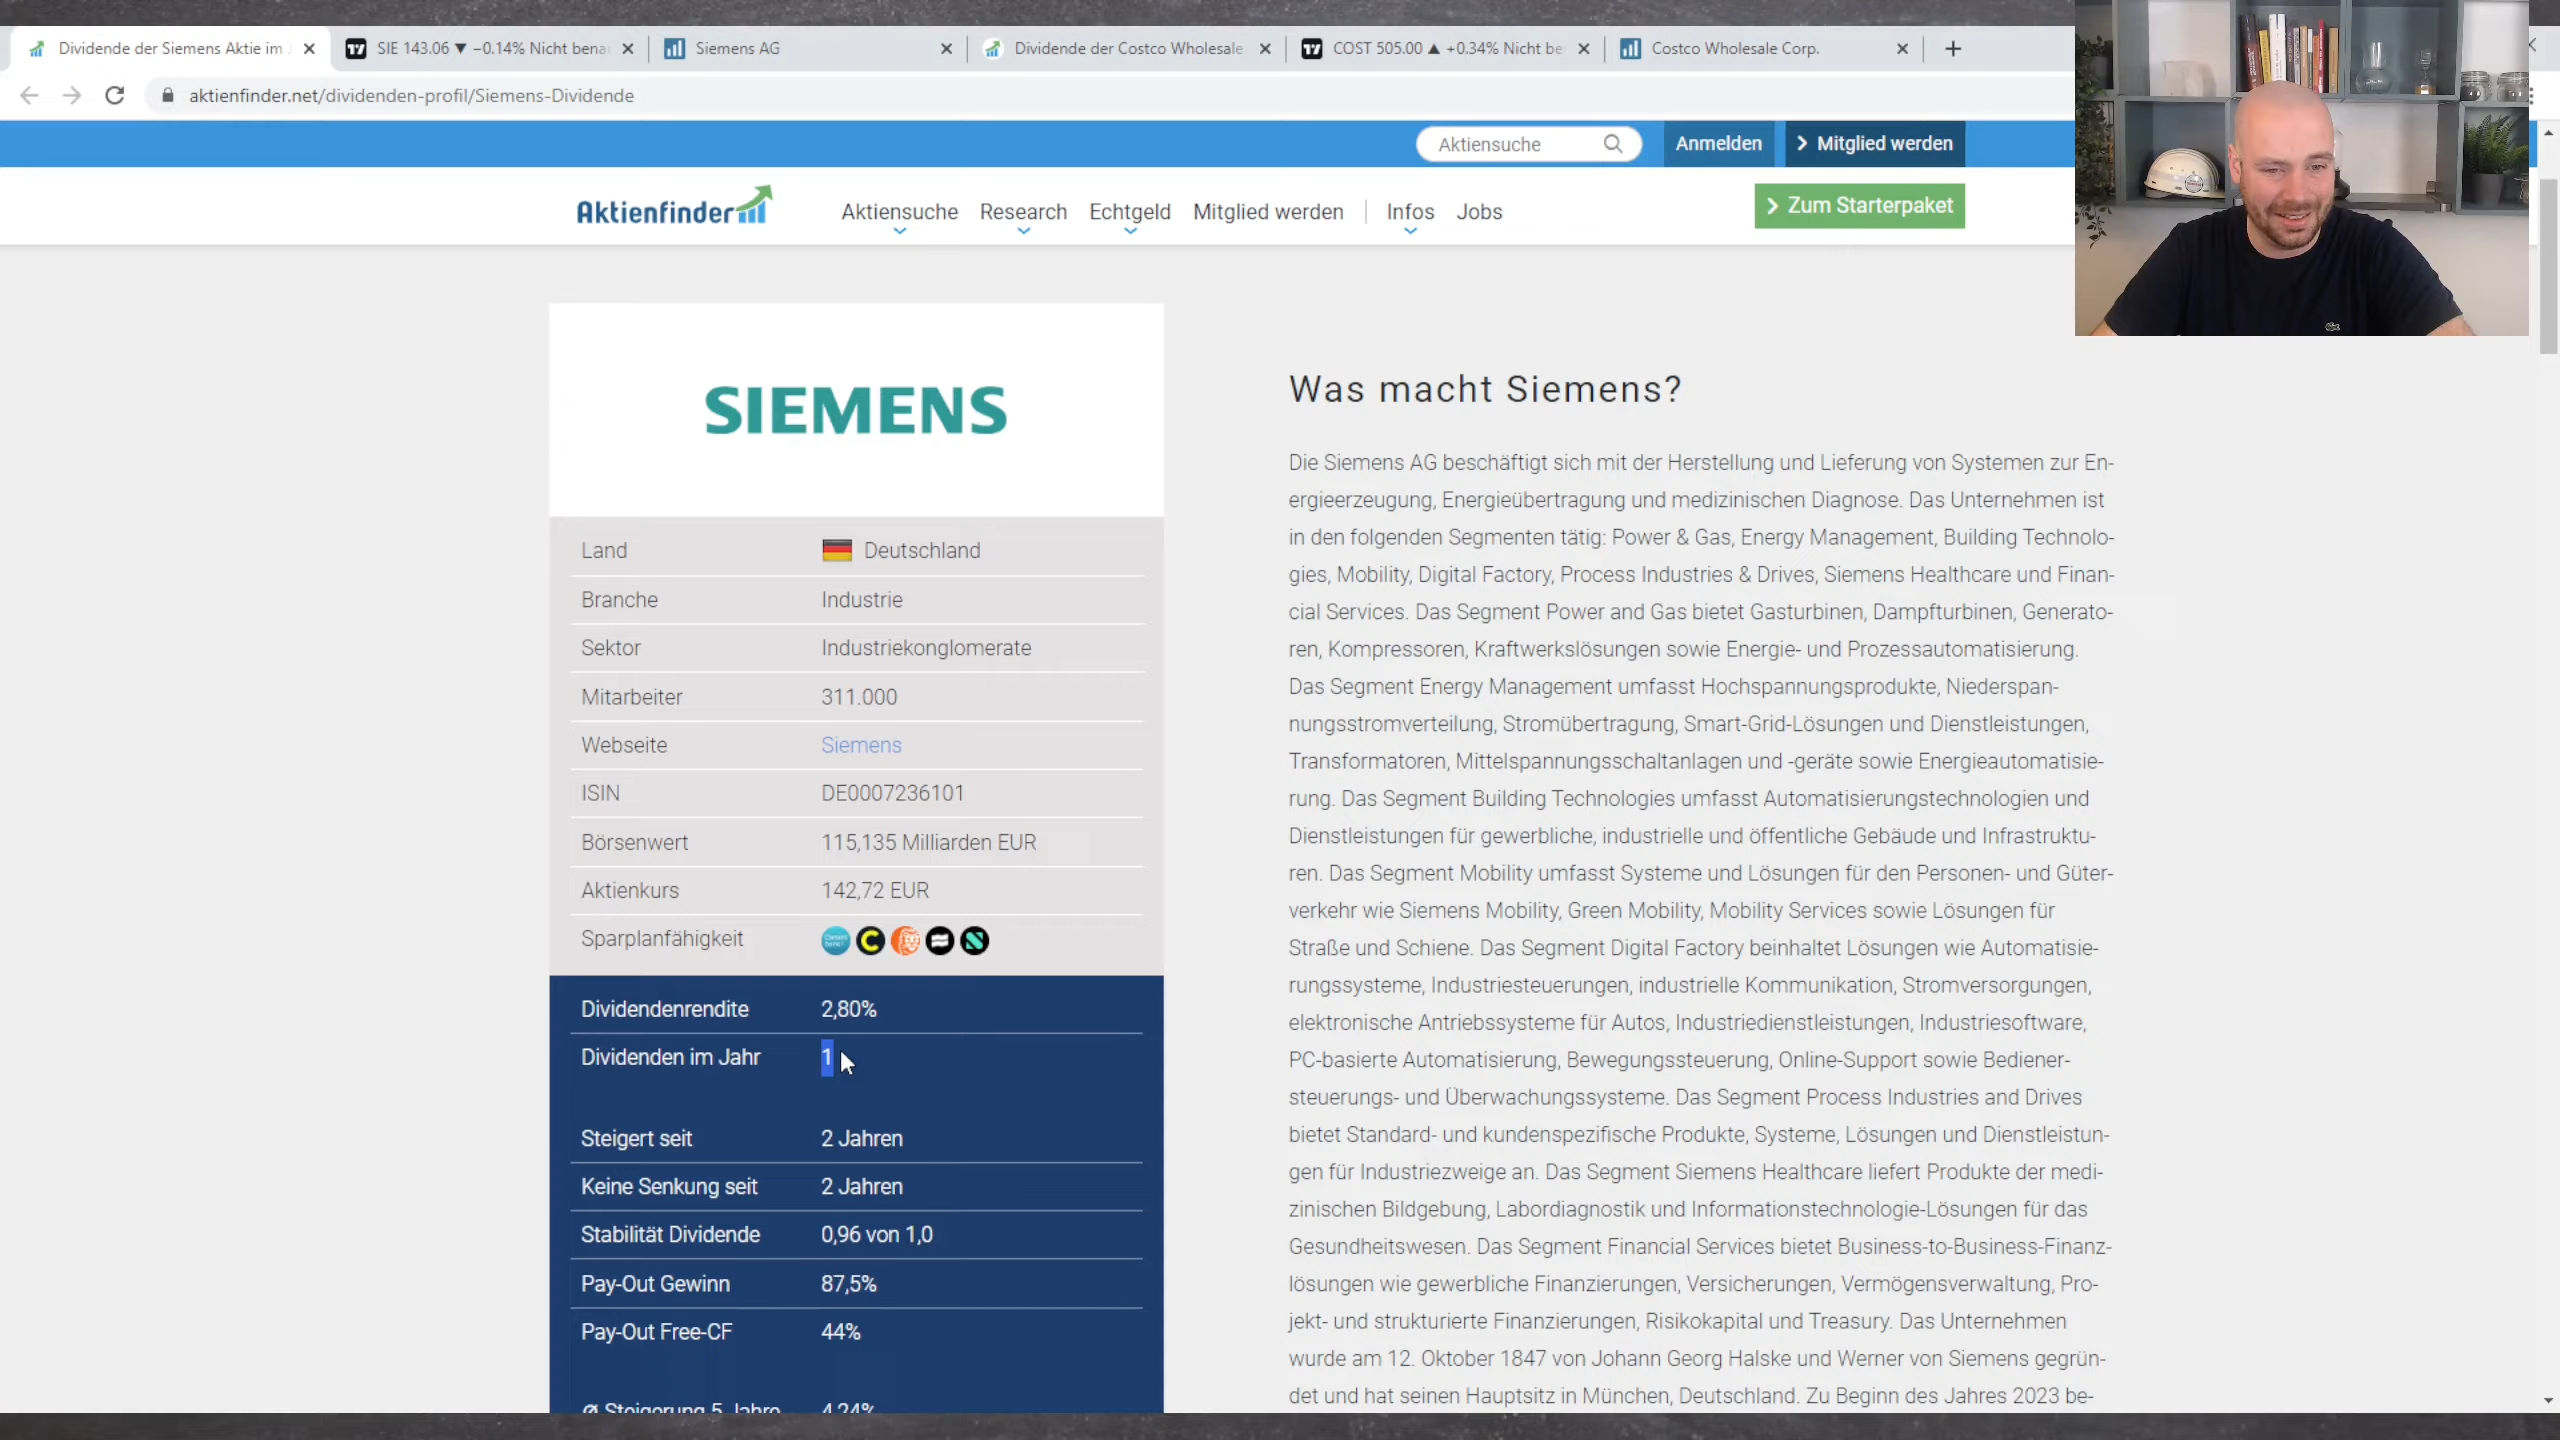 Dividende der Siemens Aktie im
SIE 143.06 ▼ −0.14% Nicht bena
Siemens AG
Dividende der Costco Wholesale
COST 505.00 ▲ +0.34% Nicht be
Costco Wholesale Corp.
aktienfinder.net/dividenden-profil/Siemens-Dividende
Aktiensuche
Anmelden
Mitglied werden
Aktienfinder
Aktiensuche
Research
Echtgeld
Mitglied werden
Infos
Jobs
Zum Starterpaket
SIEMENS
Land Deutschland
Branche Industrie
Sektor Industriekonglomerate
Mitarbeiter 311.000
Webseite Siemens
ISIN DE0007236101
Börsenwert 115,135 Milliarden EUR
Aktienkurs 142,72 EUR
Sparplanfähigkeit
Dividendenrendite 2,80%
Dividenden im Jahr 1
Steigert seit 2 Jahren
Keine Senkung seit 2 Jahren
Stabilität Dividende 0,96 von 1,0
Pay-Out Gewinn 87,5%
Pay-Out Free-CF 44%
Ø Steigerung 5 Jahre 4,24%
Was macht Siemens?
Die Siemens AG beschäftigt sich mit der Herstellung und Lieferung von Systemen zur En-
ergieerzeugung, Energieübertragung und medizinischen Diagnose. Das Unternehmen ist
in den folgenden Segmenten tätig: Power & Gas, Energy Management, Building Technolo-
gies, Mobility, Digital Factory, Process Industries & Drives, Siemens Healthcare und Finan-
cial Services. Das Segment Power and Gas bietet Gasturbinen, Dampfturbinen, Generato-
ren, Kompressoren, Kraftwerkslösungen sowie Energie- und Prozessautomatisierung.
Das Segment Energy Management umfasst Hochspannungsprodukte, Niederspan-
nungsstromverteilung, Stromübertragung, Smart-Grid-Lösungen und Dienstleistungen,
Transformatoren, Mittelspannungsschaltanlagen und -geräte sowie Energieautomatisie-
rung. Das Segment Building Technologies umfasst Automatisierungstechnologien und
Dienstleistungen für gewerbliche, industrielle und öffentliche Gebäude und Infrastruktu-
ren. Das Segment Mobility umfasst Systeme und Lösungen für den Personen- und Güter-
verkehr wie Siemens Mobility, Green Mobility, Mobility Services sowie Lösungen für
Straße und Schiene. Das Segment Digital Factory beinhaltet Lösungen wie Automatisie-
rungssysteme, Industriesteuerungen, industrielle Kommunikation, Stromversorgungen,
elektronische Antriebssysteme für Autos, Industriedienstleistungen, Industriesoftware,
PC-basierte Automatisierung, Bewegungssteuerung, Online-Support sowie Bediener-
steuerungs- und Überwachungssysteme. Das Segment Process Industries and Drives
bietet Standard- und kundenspezifische Produkte, Systeme, Lösungen und Dienstleistun-
gen für Industriezweige an. Das Segment Siemens Healthcare liefert Produkte der medi-
zinischen Bildgebung, Labordiagnostik und Informationstechnologie-Lösungen für das
Gesundheitswesen. Das Segment Financial Services bietet Business-to-Business-Finanz-
lösungen wie gewerbliche Finanzierungen, Versicherungen, Vermögensverwaltung, Pro-
jekt- und strukturierte Finanzierungen, Risikokapital und Treasury. Das Unternehmen
wurde am 12. Oktober 1847 von Johann Georg Halske und Werner von Siemens gegrün-
det und hat seinen Hauptsitz in München, Deutschland. Zu Beginn des Jahres 2023 be-